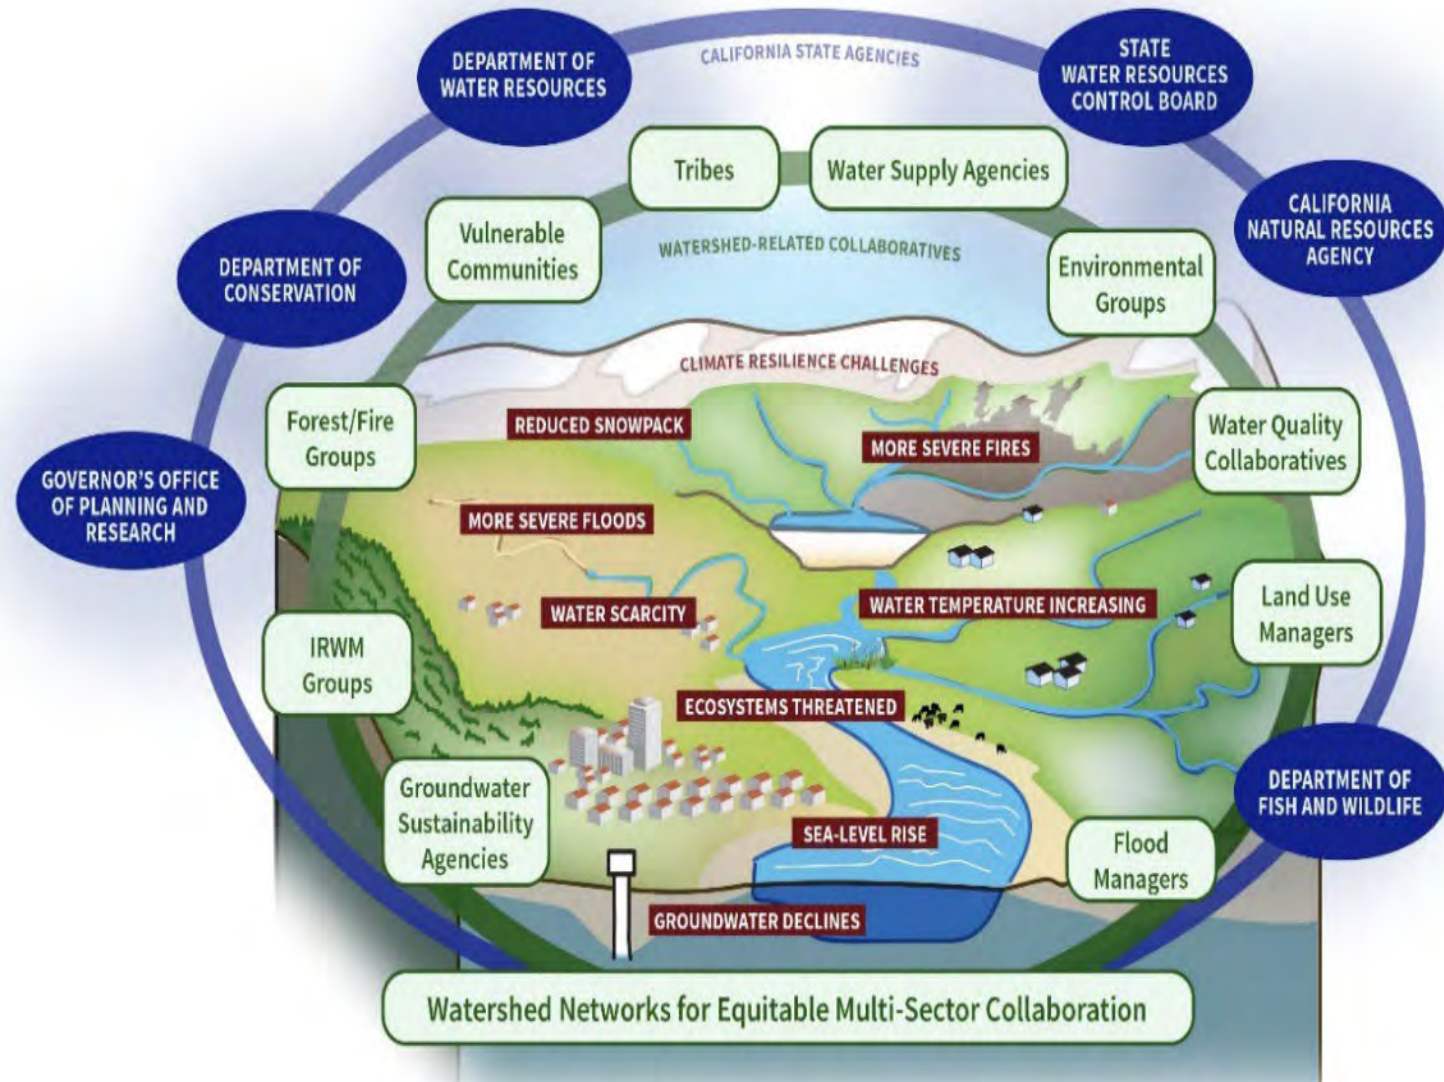 CALIFORNIA STATE AGENCIES
DEPARTMENT OF
WATER RESOURCES
STATE
WATER RESOURCES
CONTROL BOARD
Tribes
Water Supply Agencies
CALIFORNIA
NATURAL RESOURCES
AGENCY
Vulnerable
Communities
WATERSHED-RELATED COLLABORATIVES
Environmental
Groups
DEPARTMENT OF
CONSERVATION
CLIMATE RESILIENCE CHALLENGES
Forest/Fire
Groups
REDUCED SNOWPACK
MORE SEVERE FIRES
Water Quality
Collaboratives
GOVERNOR'S OFFICE
OF PLANNING AND
RESEARCH
MORE SEVERE FLOODS
WATER SCARCITY
WATER TEMPERATURE INCREASING
Land Use
Managers
IRWM
Groups
ECOSYSTEMS THREATENED
DEPARTMENT OF
FISH AND WILDLIFE
Groundwater
Sustainability
Agencies
SEA-LEVEL RISE
Flood
Managers
GROUNDWATER DECLINES
Watershed Networks for Equitable Multi-Sector Collaboration